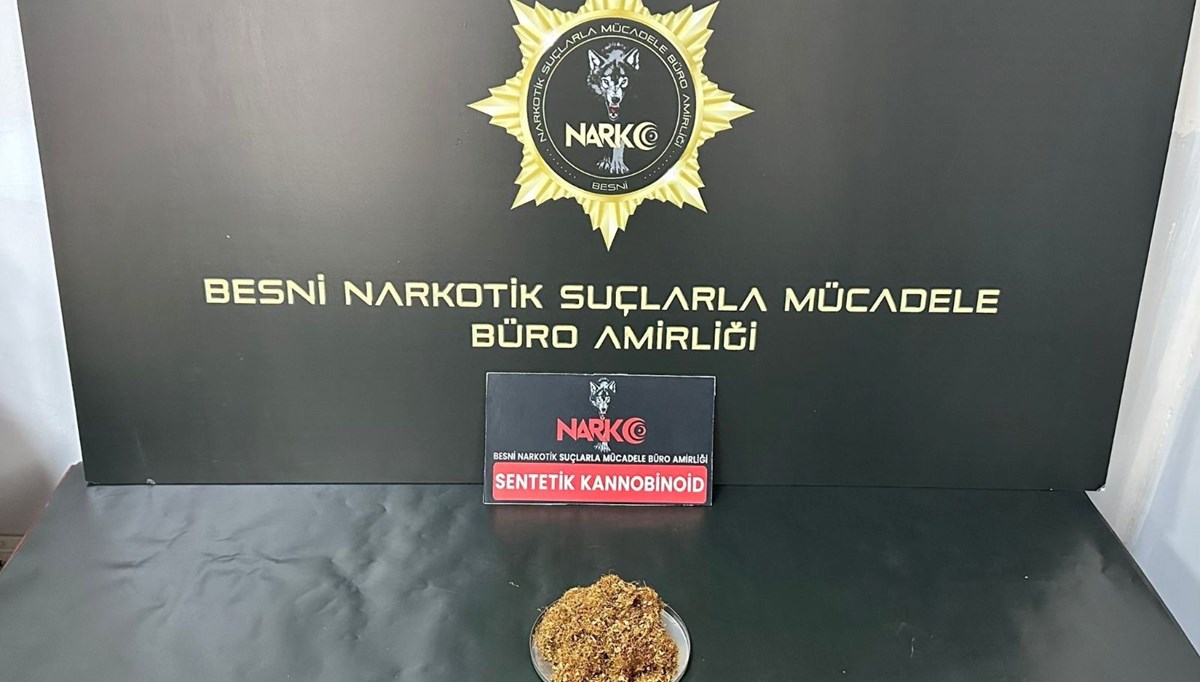 NARKOTİK SUÇLARLA MÜCADELE BÜRO AMİRLİĞİ
NARKO
BESNİ
BESNİ NARKOTİK SUÇLARLA MÜCADELE
BÜRO AMİRLİĞİ
NARKO
BESNİ NARKOTİK SUÇLARLA MÜCADELE BÜRO AMİRLİĞİ
SENTETİK KANNOBİNOİD